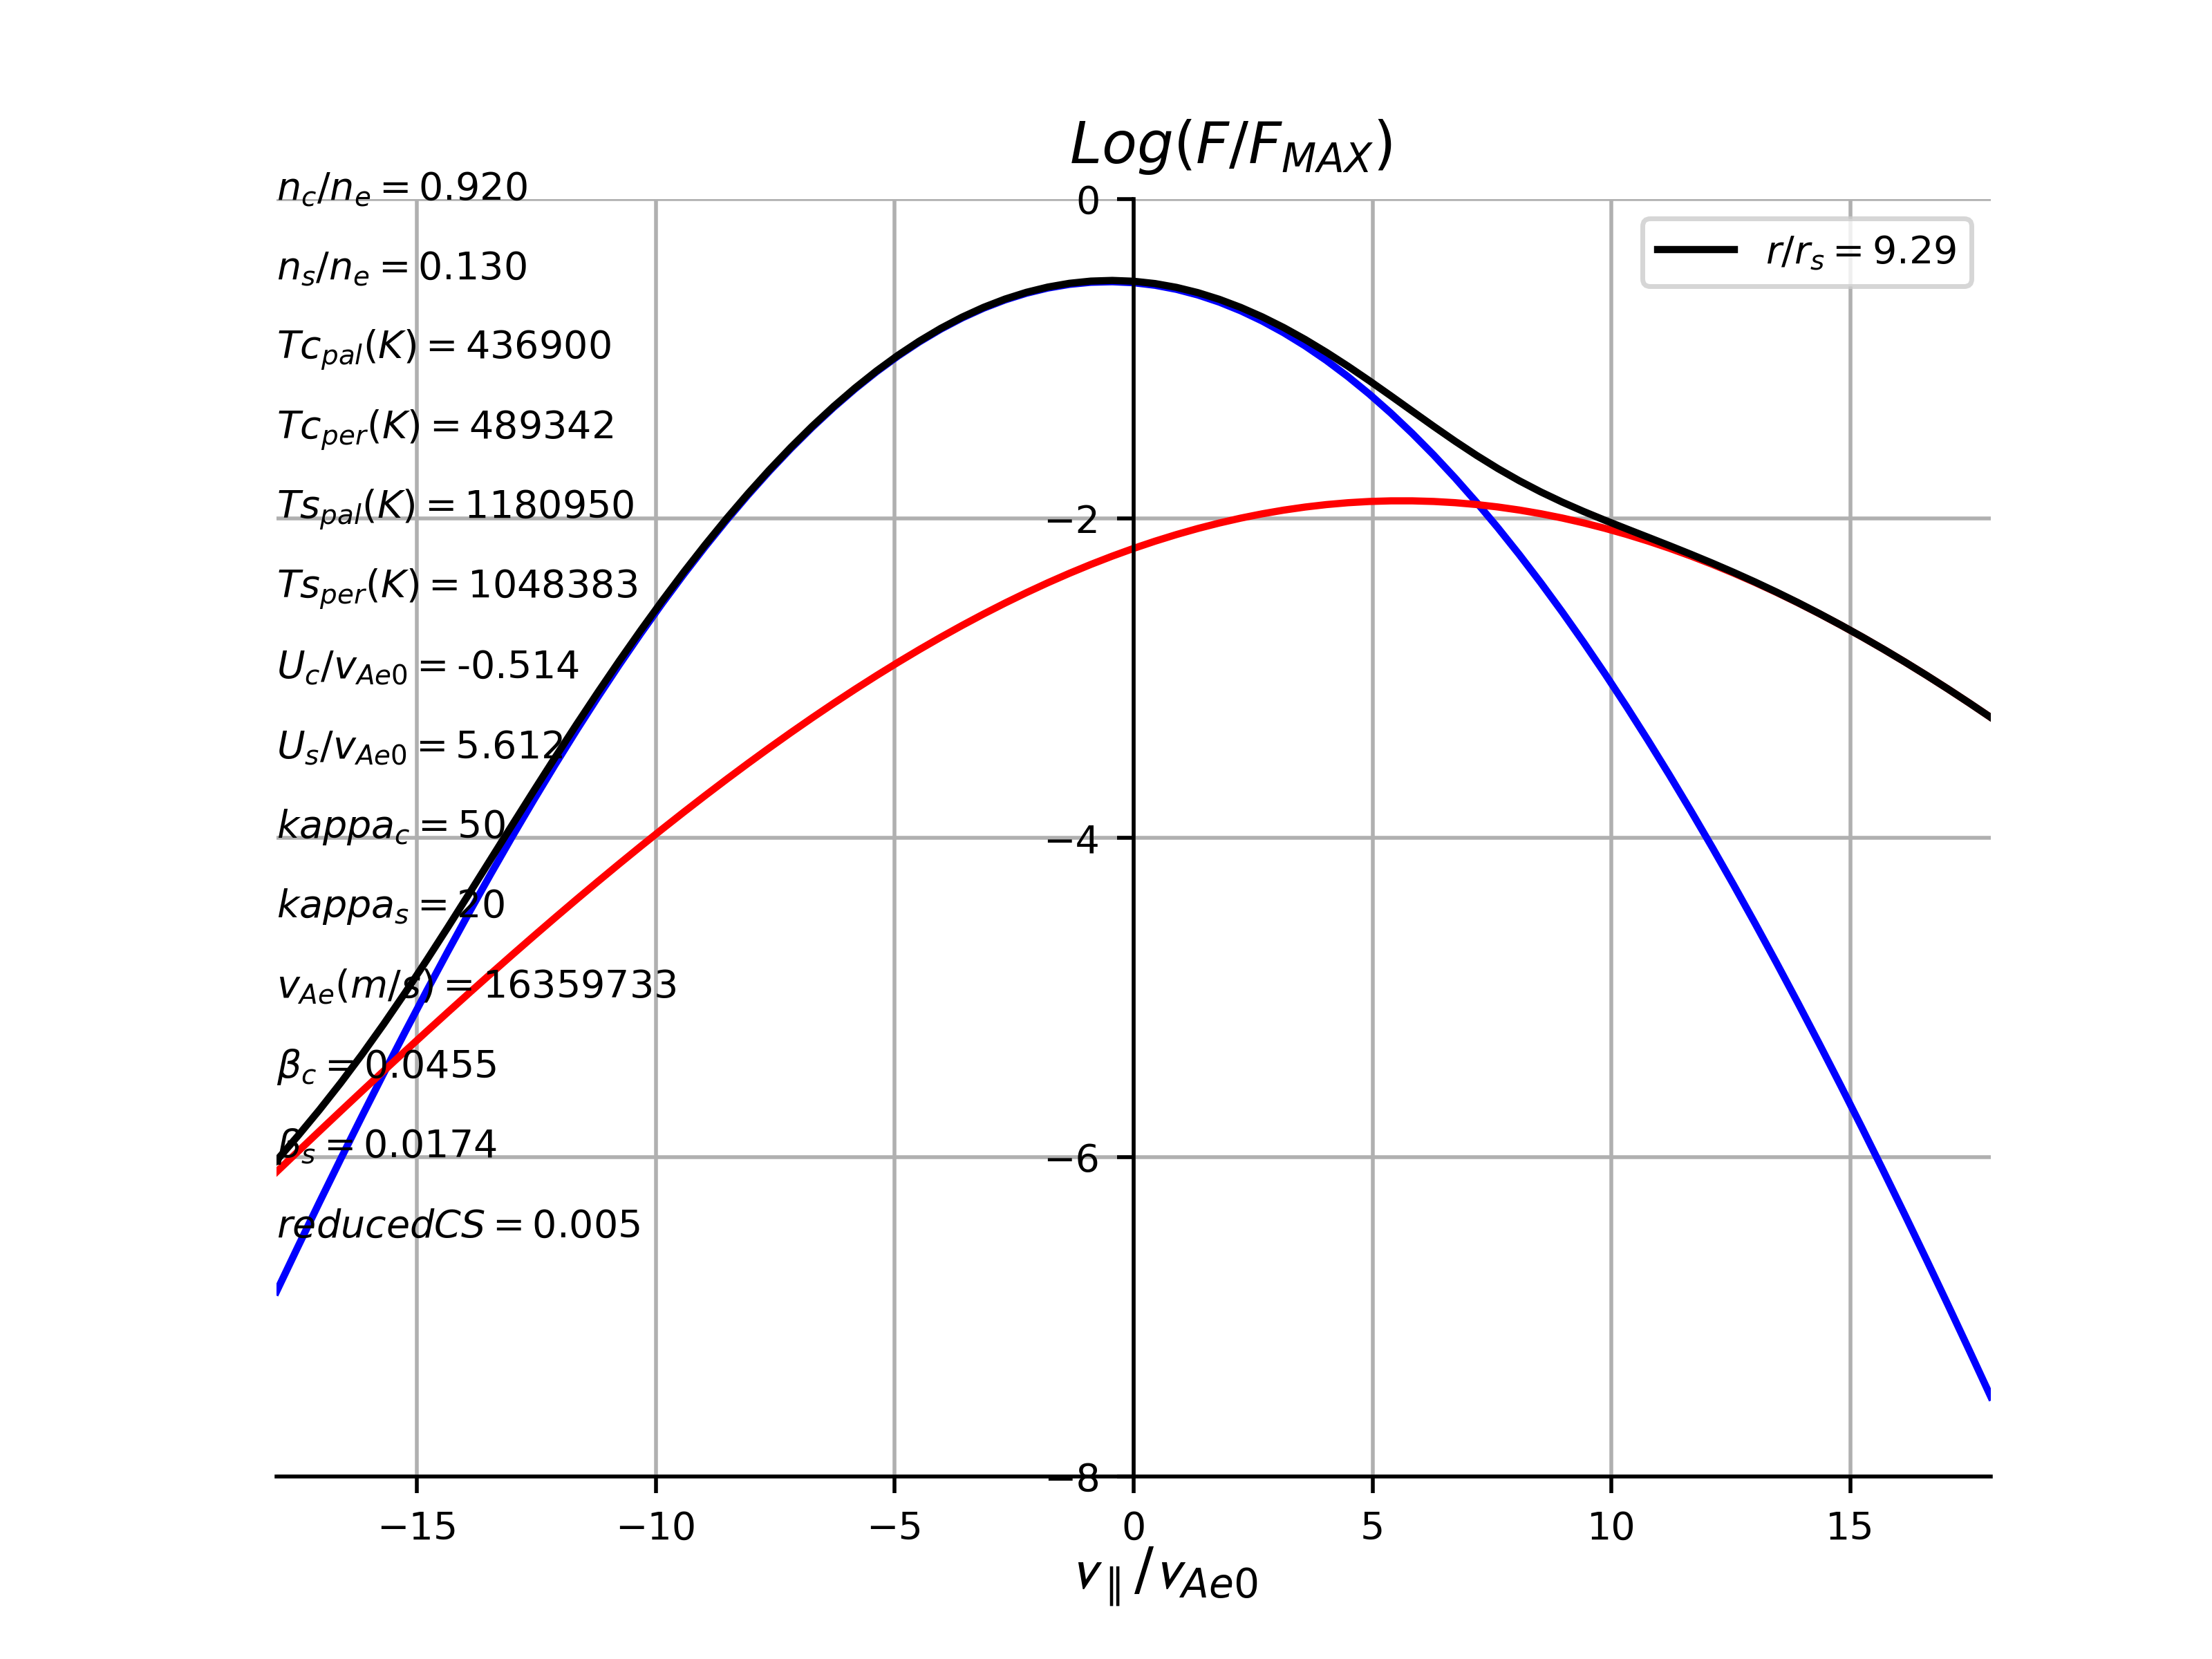 Log(F/F_MAX)
n_c/n_e = 0.920
n_s/n_e = 0.130
Tc_pal(K) = 436900
Tc_per(K) = 489342
Ts_pal(K) = 1180950
Ts_per(K) = 1048383
U_c/v_Ae0 = -0.514
U_s/v_Ae0 = 5.612
kappa_c = 50
kappa_s = 20
v_Ae(m/s) = 16359733
β_c = 0.0455
β_s = 0.0174
reducedCS = 0.005
r/r_s = 9.29
0
−2
−4
−6
−8
−15 −10 −5 0 5 10 15
v_∥/v_Ae0